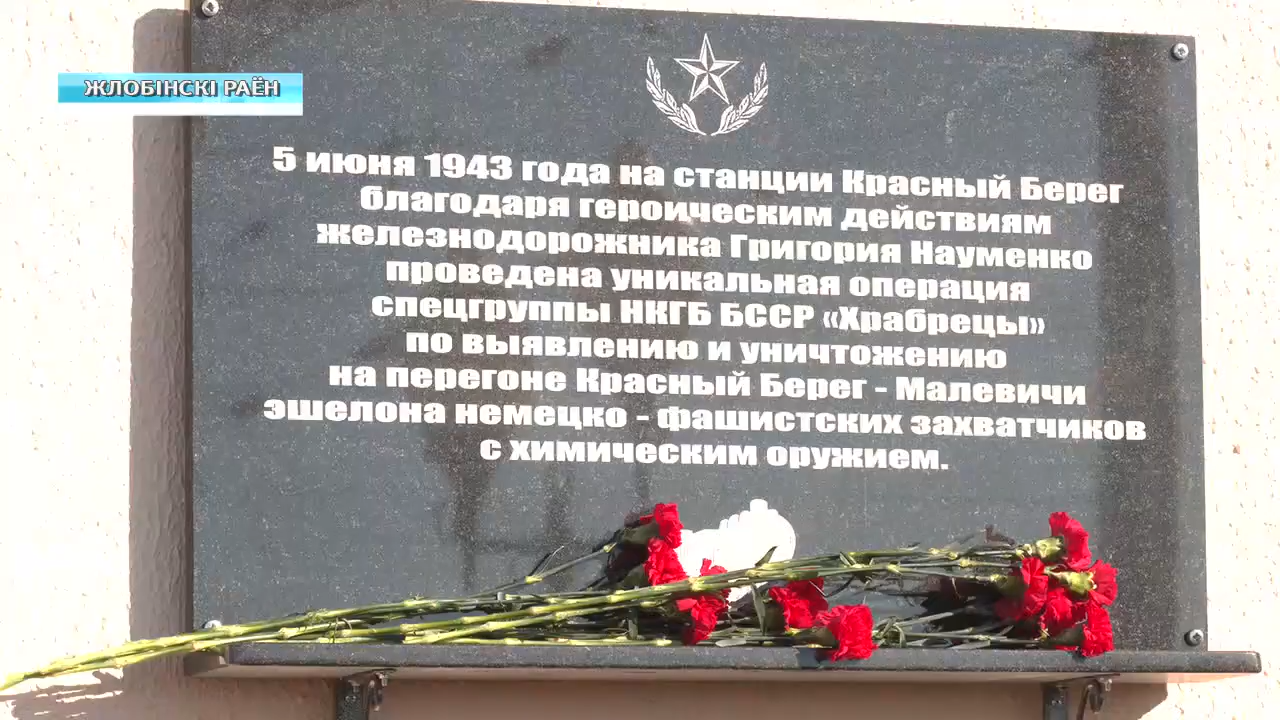 ЖЛОБІНСКІ РАЁН
5 июня 1943 года на станции Красный Берег
благодаря героическим действиям
железнодорожника Григория Науменко
проведена уникальная операция
спецгруппы НКГБ БССР «Храбрецы»
по выявлению и уничтожению
на перегоне Красный Берег - Малевичи
эшелона немецко - фашистских захватчиков
с химическим оружием.